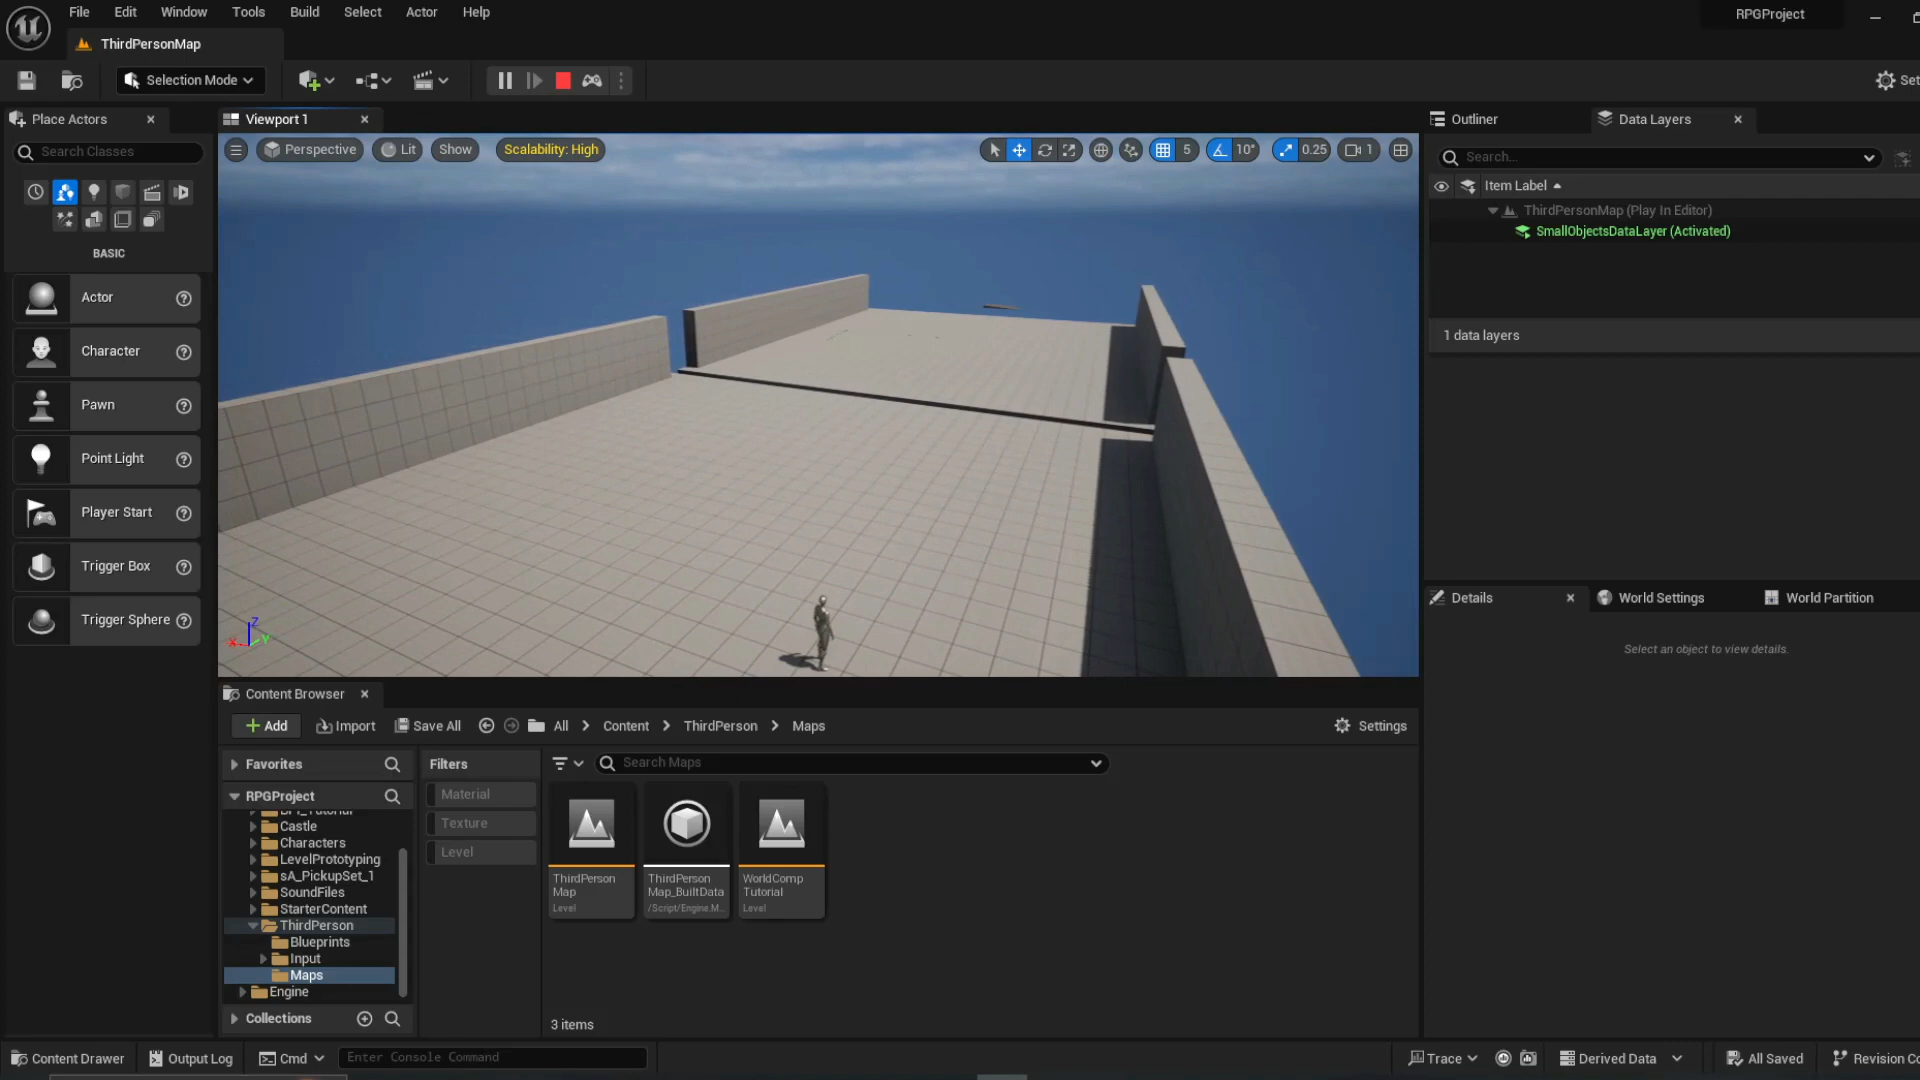 File Edit Window Tools Build Select Actor Help
RPGProject
ThirdPersonMap
Selection Mode
Set
Place Actors
Viewport 1
Outliner
Data Layers
Search Classes
Perspective
Lit
Show
Scalability: High
5
10°
0.25
1
Search...
Item Label
ThirdPersonMap (Play In Editor)
SmallObjectsDataLayer (Activated)
1 data layers
BASIC
Actor
Character
Pawn
Point Light
Player Start
Trigger Box
Trigger Sphere
Z
X
Y
Details
World Settings
World Partition
Select an object to view details.
Content Browser
Add
Import
Save All
All
Content
ThirdPerson
Maps
Settings
Favorites
Filters
Search Maps
RPGProject
Castle
Characters
LevelPrototyping
sA_PickupSet_1
SoundFiles
StarterContent
ThirdPerson
Blueprints
Input
Maps
Engine
Collections
Material
Texture
Level
ThirdPerson
Map
Level
ThirdPerson
Map_BuiltData
/Script/Engine.M...
WorldComp
Tutorial
Level
3 items
Content Drawer
Output Log
Cmd
Enter Console Command
Trace
Derived Data
All Saved
Revision Co